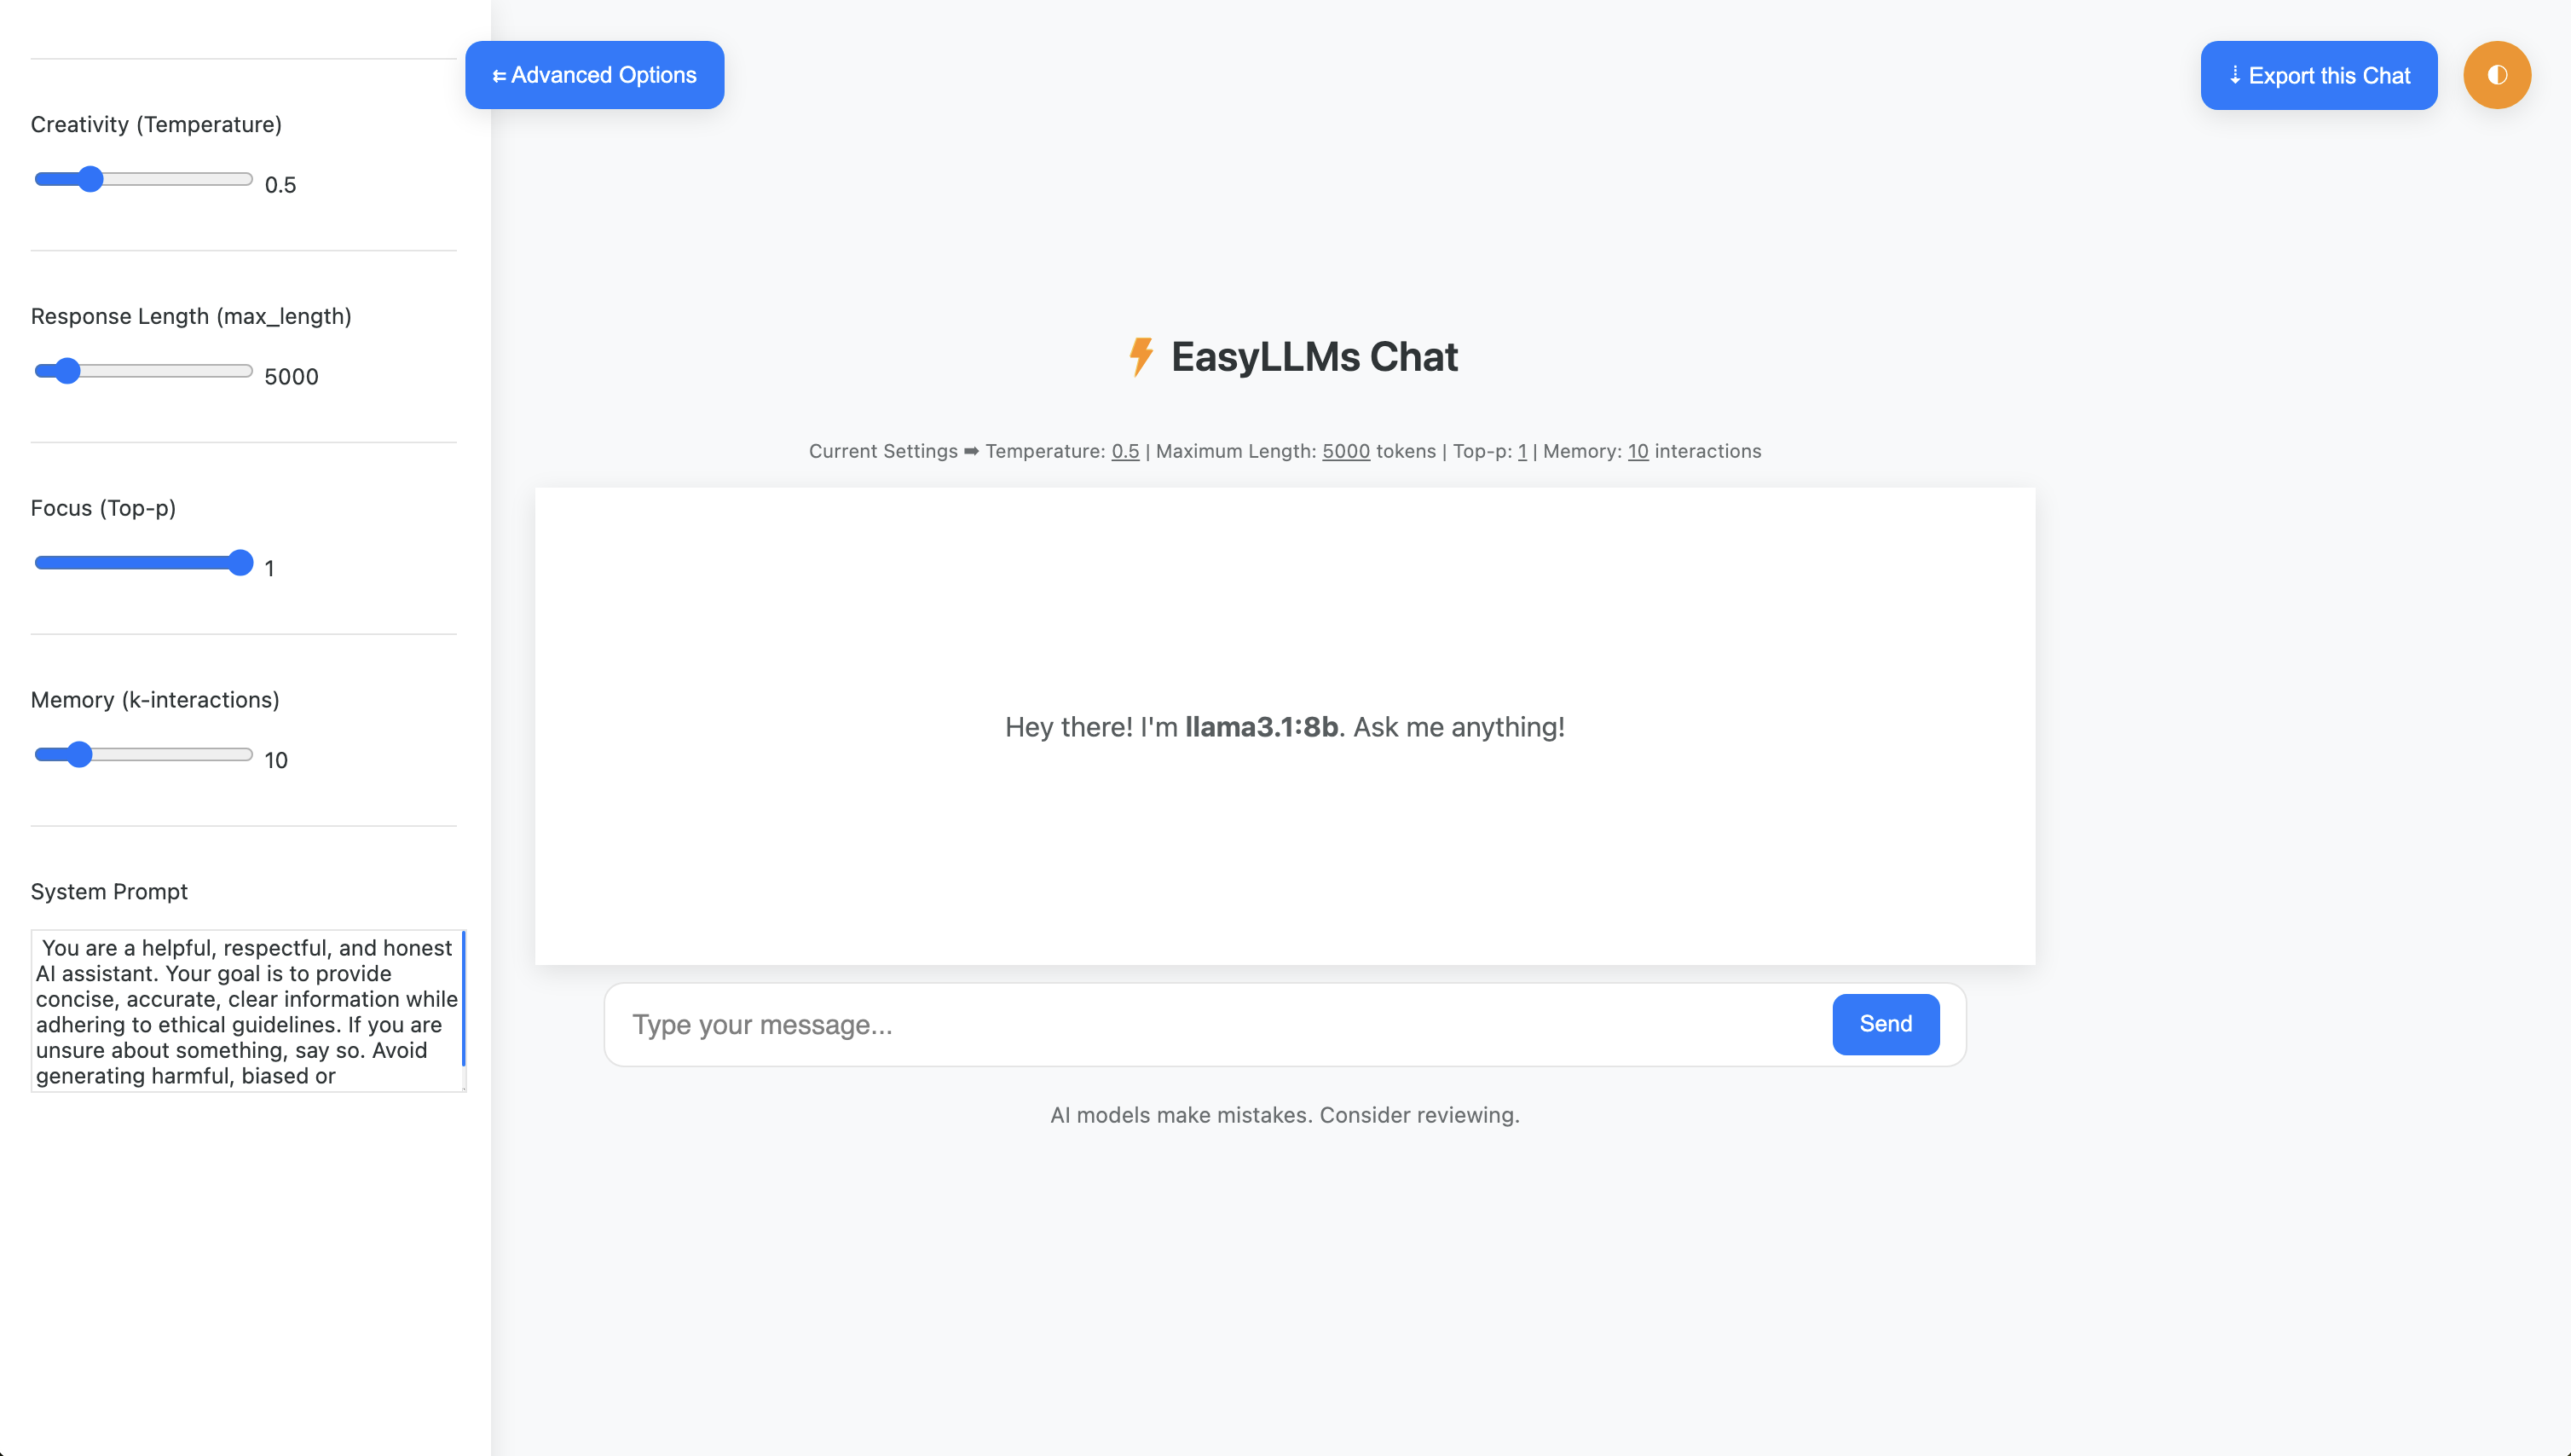 ⇇ Advanced Options
⇣ Export this Chat
Creativity (Temperature)
0.5
Response Length (max_length)
5000
Focus (Top-p)
1
Memory (k-interactions)
10
System Prompt
You are a helpful, respectful, and honest
AI assistant. Your goal is to provide
concise, accurate, clear information while
adhering to ethical guidelines. If you are
unsure about something, say so. Avoid
generating harmful, biased or
⚡ EasyLLMs Chat
Current Settings ➡ Temperature: 0.5 | Maximum Length: 5000 tokens | Top-p: 1 | Memory: 10 interactions
Hey there! I'm llama3.1:8b. Ask me anything!
Type your message...
Send
AI models make mistakes. Consider reviewing.